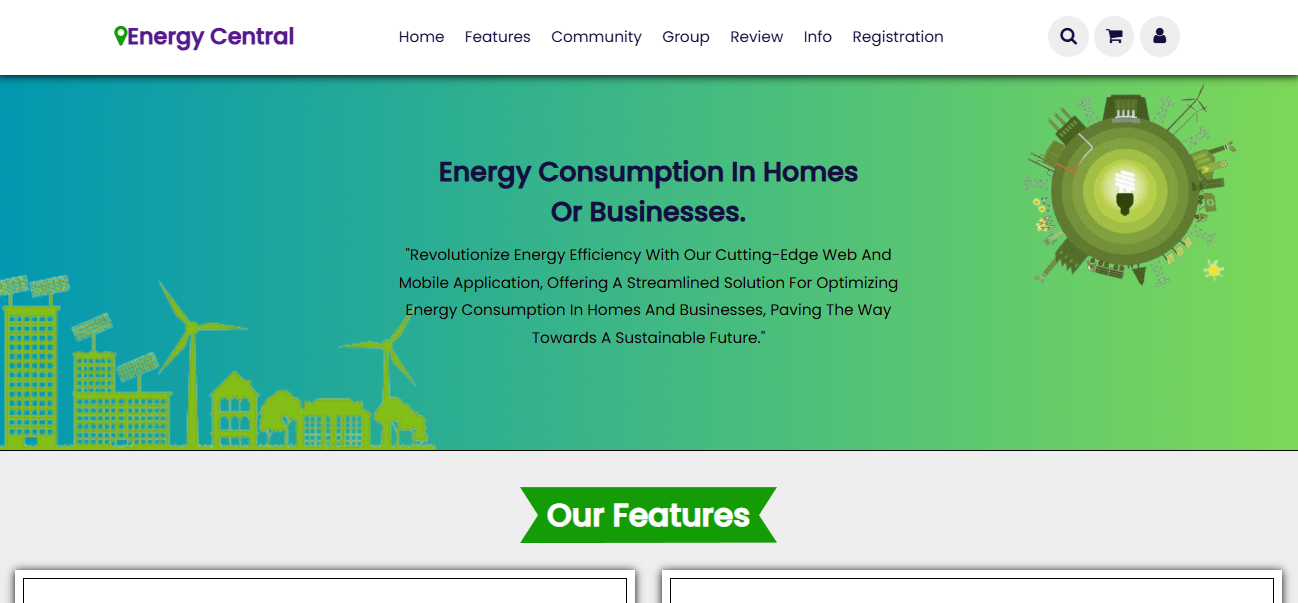 Energy Central
Home Features Community Group Review Info Registration
Energy Consumption In Homes
Or Businesses.
"Revolutionize Energy Efficiency With Our Cutting-Edge Web And
Mobile Application, Offering A Streamlined Solution For Optimizing
Energy Consumption In Homes And Businesses, Paving The Way
Towards A Sustainable Future."
Our Features